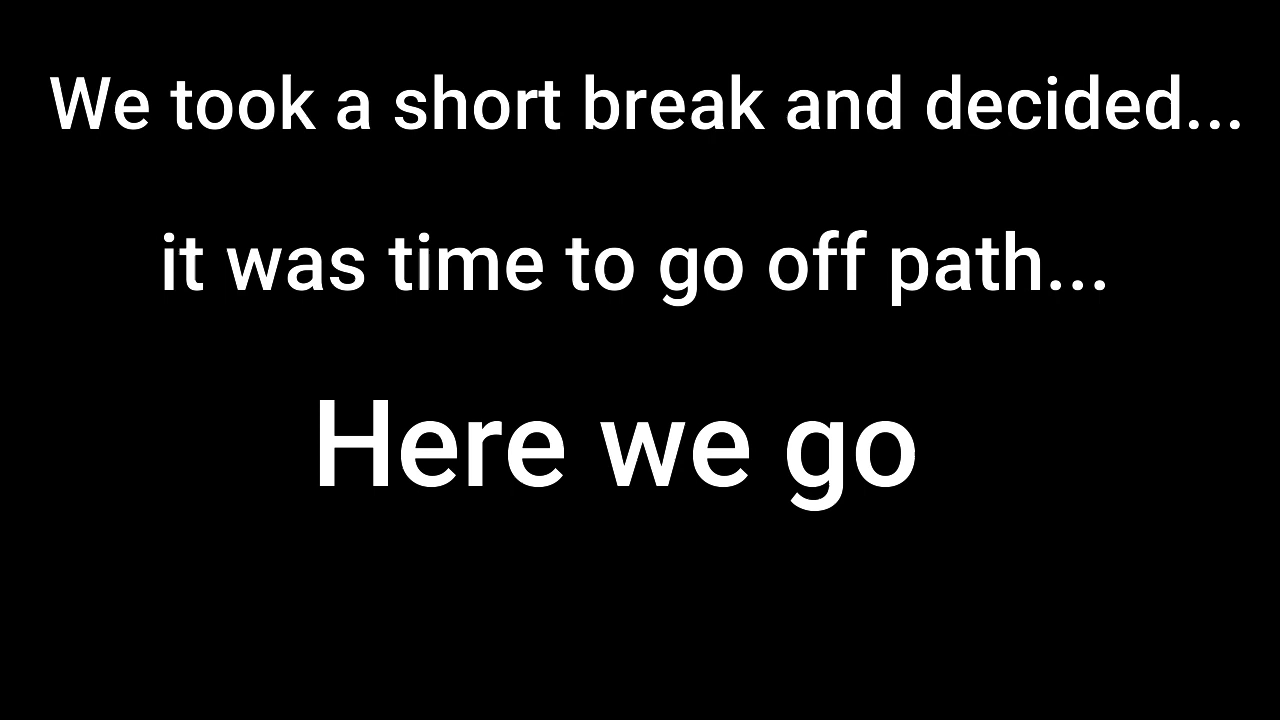 We took a short break and decided...
it was time to go off path...
Here we go